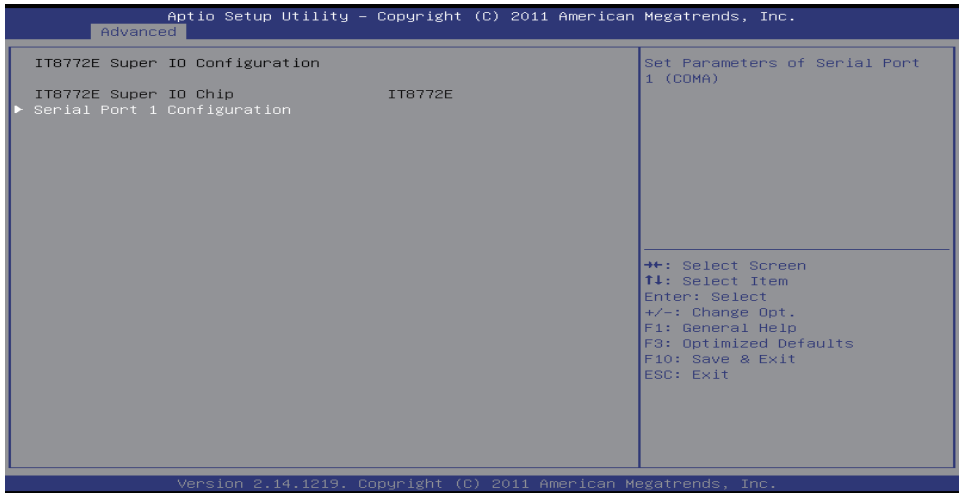 Aptio Setup Utility – Copyright (C) 2011 American Megatrends, Inc.
Advanced
IT8772E Super IO Configuration
IT8772E Super IO Chip IT8772E
► Serial Port 1 Configuration
Set Parameters of Serial Port
1 (COMA)
→←: Select Screen
↑↓: Select Item
Enter: Select
+/-: Change Opt.
F1: General Help
F3: Optimized Defaults
F10: Save & Exit
ESC: Exit
Version 2.14.1219. Copyright (C) 2011 American Megatrends, Inc.